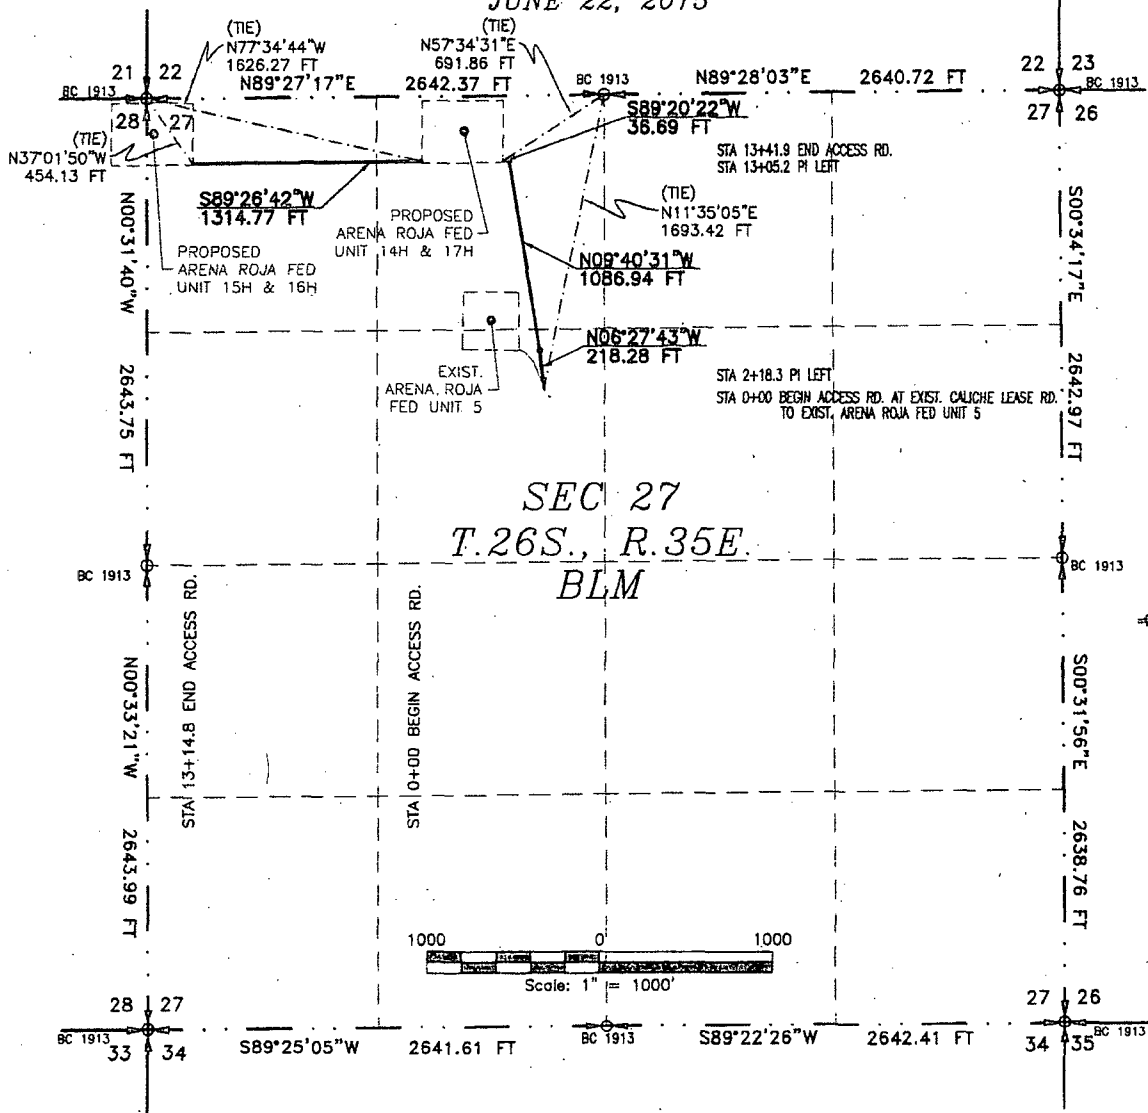 JUNE 22, 2015
(TIE)
N77°34'44"W
1626.27 FT
(TIE)
N57°34'31"E
691.86 FT
21 22
BC 1913
28 27
N89°27'17"E 2642.37 FT
BC 1913
N89°28'03"E 2640.72 FT
22 23
BC 1913
27 26
S89°20'22"W
36.69 FT
(TIE)
N37°01'50"W
454.13 FT
STA 13+41.9 END ACCESS RD.
STA 13+05.2 PI LEFT
S89°26'42"W
1314.77 FT
(TIE)
N11°35'05"E
1693.42 FT
PROPOSED
ARENA ROJA FED
UNIT 14H & 17H
PROPOSED
ARENA ROJA FED
UNIT 15H & 16H
N09°40'31"W
1086.94 FT
N00°31'40"W
2643.75 FT
S00°34'17"E
2642.97 FT
N06°27'43"W
218.28 FT
EXIST.
ARENA ROJA
FED UNIT 5
STA 2+18.3 PI LEFT
STA 0+00 BEGIN ACCESS RD. AT EXIST. CALICHE LEASE RD.
TO EXIST. ARENA ROJA FED UNIT 5
SEC 27
T.26S., R.35E.
BLM
BC 1913
BC 1913
STA 13+14.8 END ACCESS RD.
STA 0+00 BEGIN ACCESS RD.
N00°33'21"W
2643.99 FT
S00°31'56"E
2638.76 FT
1000 0 1000
Scale: 1" = 1000'
28 27
BC 1913
33 34
S89°25'05"W 2641.61 FT
BC 1913
S89°22'26"W 2642.41 FT
27 26
BC 1913
34 35